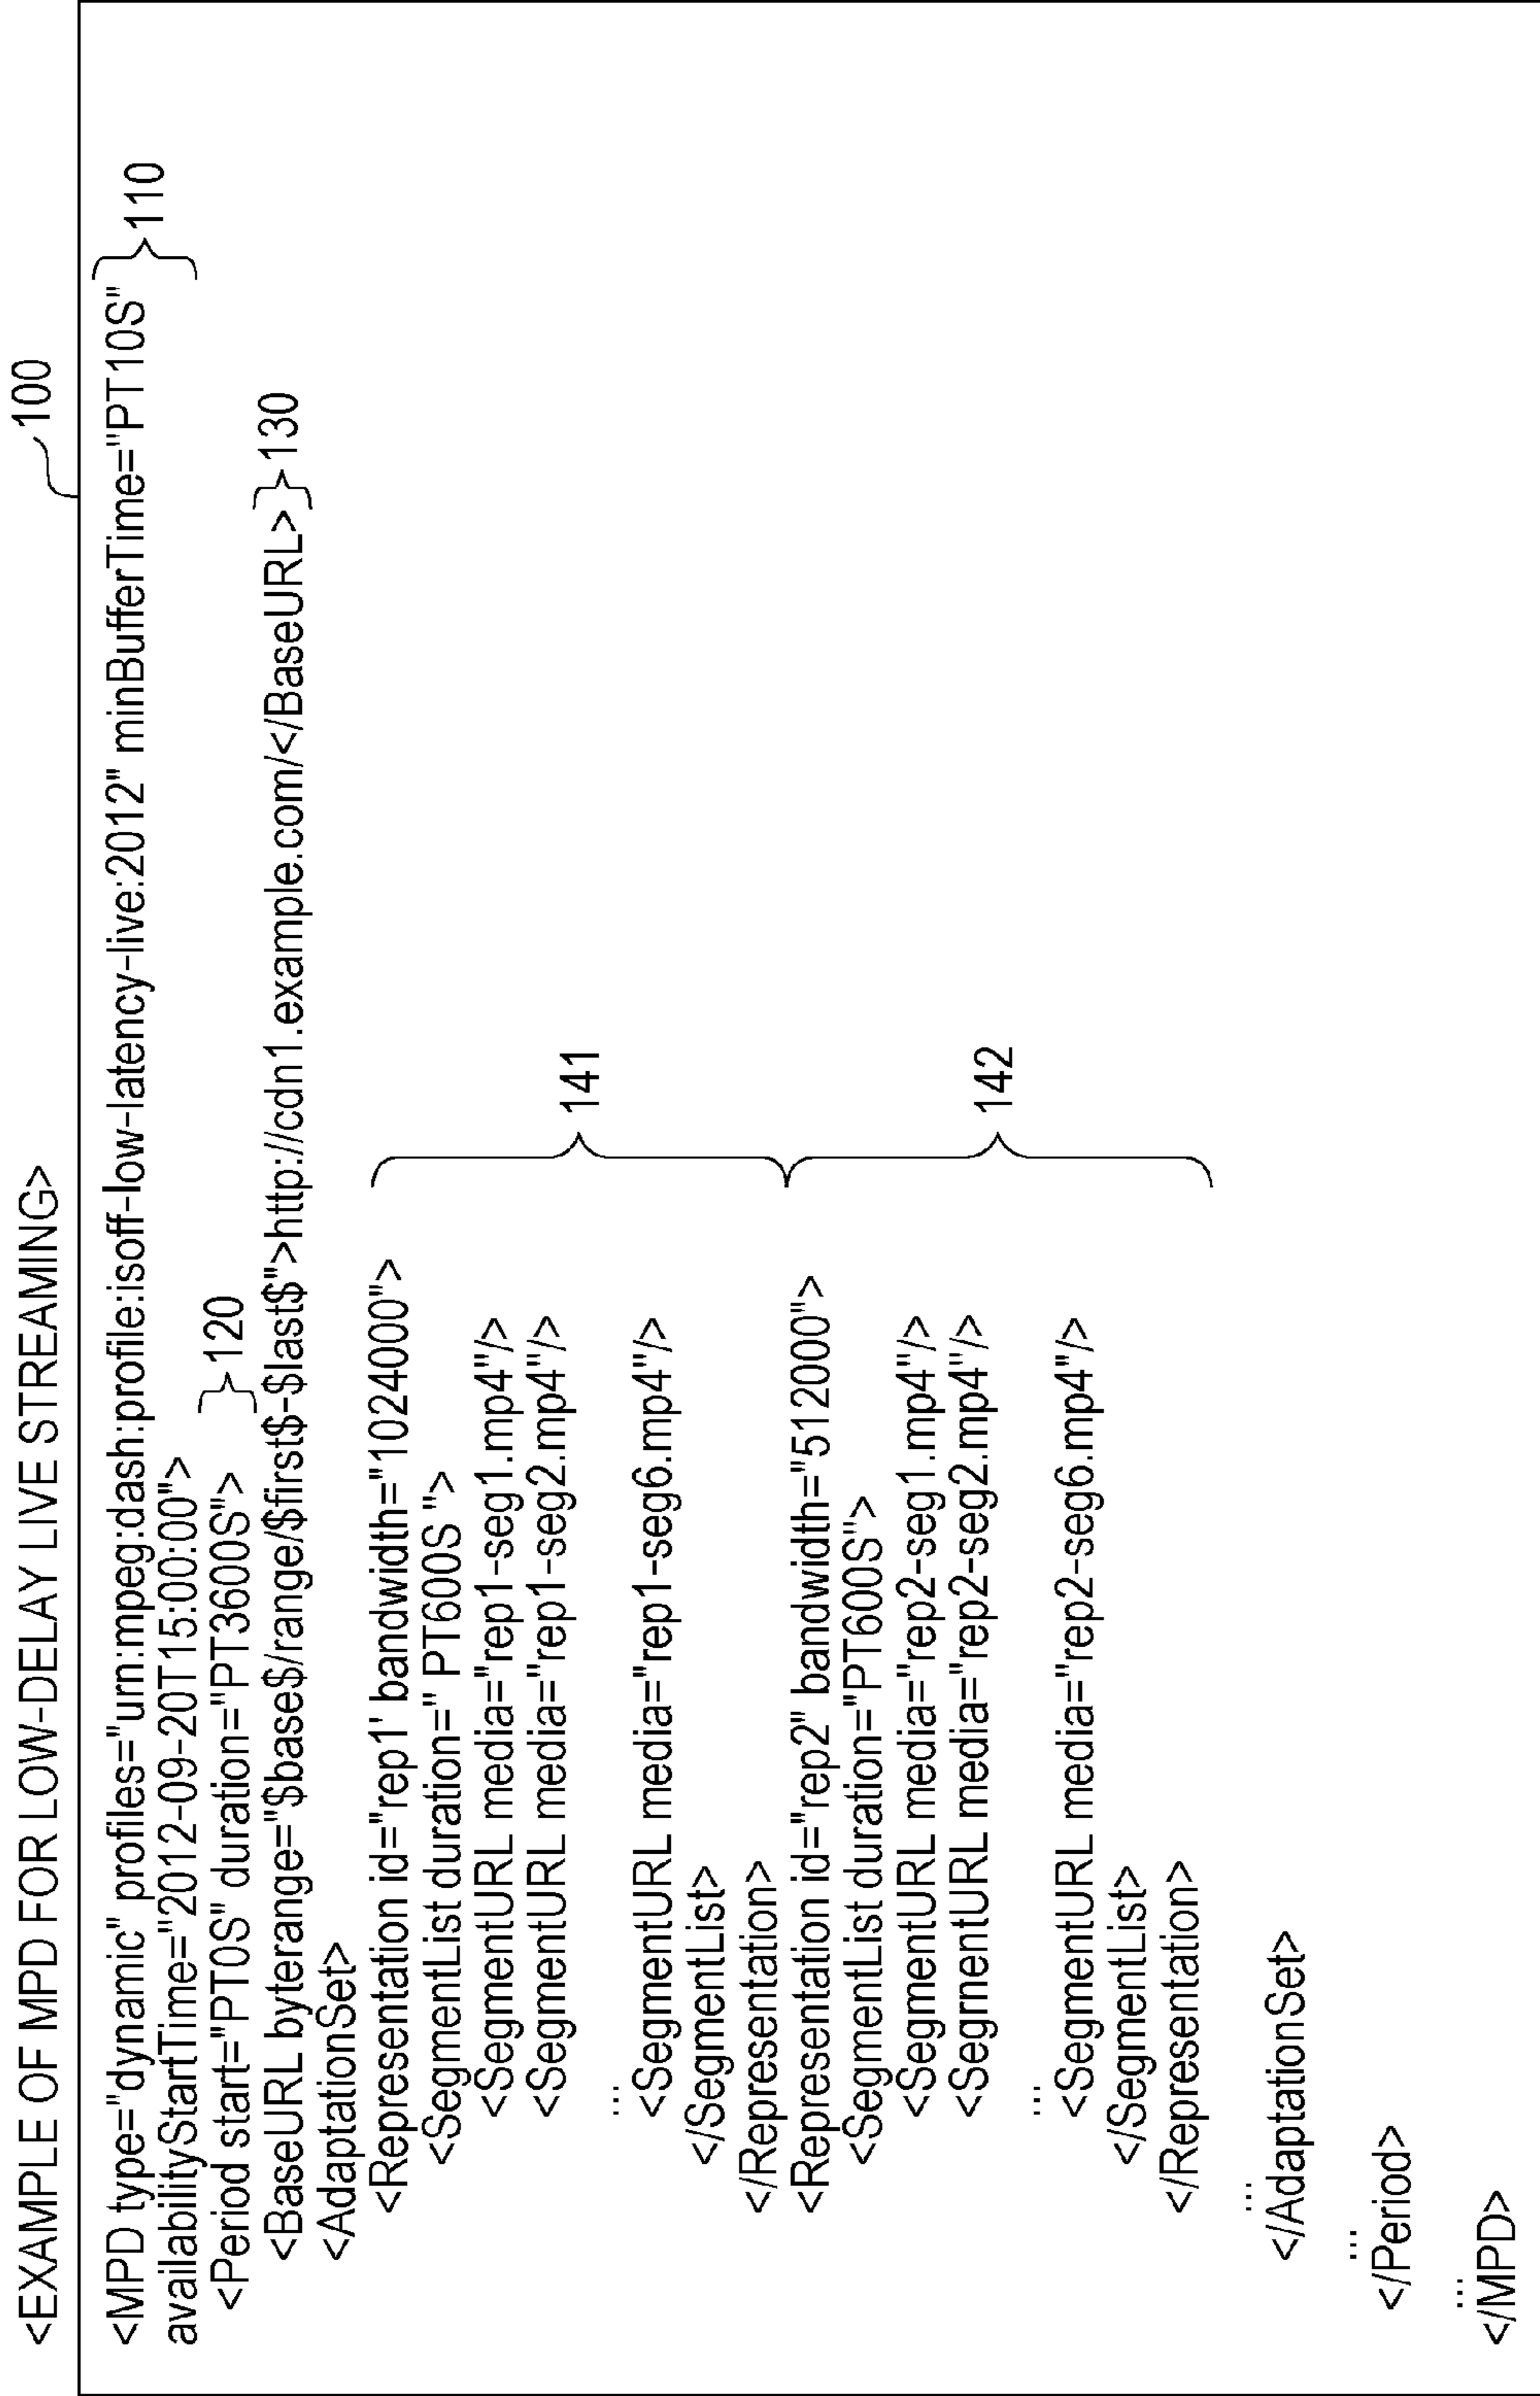 <EXAMPLE OF MPD FOR LOW-DELAY LIVE STREAMING>
100
<MPD type="dynamic" profiles="urn:mpeg:dash:profile:isoff-low-latency-live:2012" minBufferTime="PT10S"
availabilityStartTime="2012-09-20T15:00:00">
110
<Period start="PT0S" duration="PT3600S">
120
<BaseURL byterange="$base$/range/$first$-$last$">http://cdn1.example.com/</BaseURL>
130
<AdaptationSet>
<Representation id="rep1' bandwidth="1024000">
<SegmentList duration=" PT600S ">
<SegmentURL media="rep1-seg1.mp4"/>
<SegmentURL media="rep1-seg2.mp4"/>
...
<SegmentURL media="rep1-seg6.mp4"/>
</SegmentList>
</Representation>
141
<Representation id="rep2" bandwidth="512000">
<SegmentList duration="PT600S">
<SegmentURL media="rep2-seg1.mp4"/>
<SegmentURL media="rep2-seg2.mp4"/>
...
<SegmentURL media="rep2-seg6.mp4"/>
</SegmentList>
</Representation>
142
...
</AdaptationSet>
...
</Period>
...
</MPD>